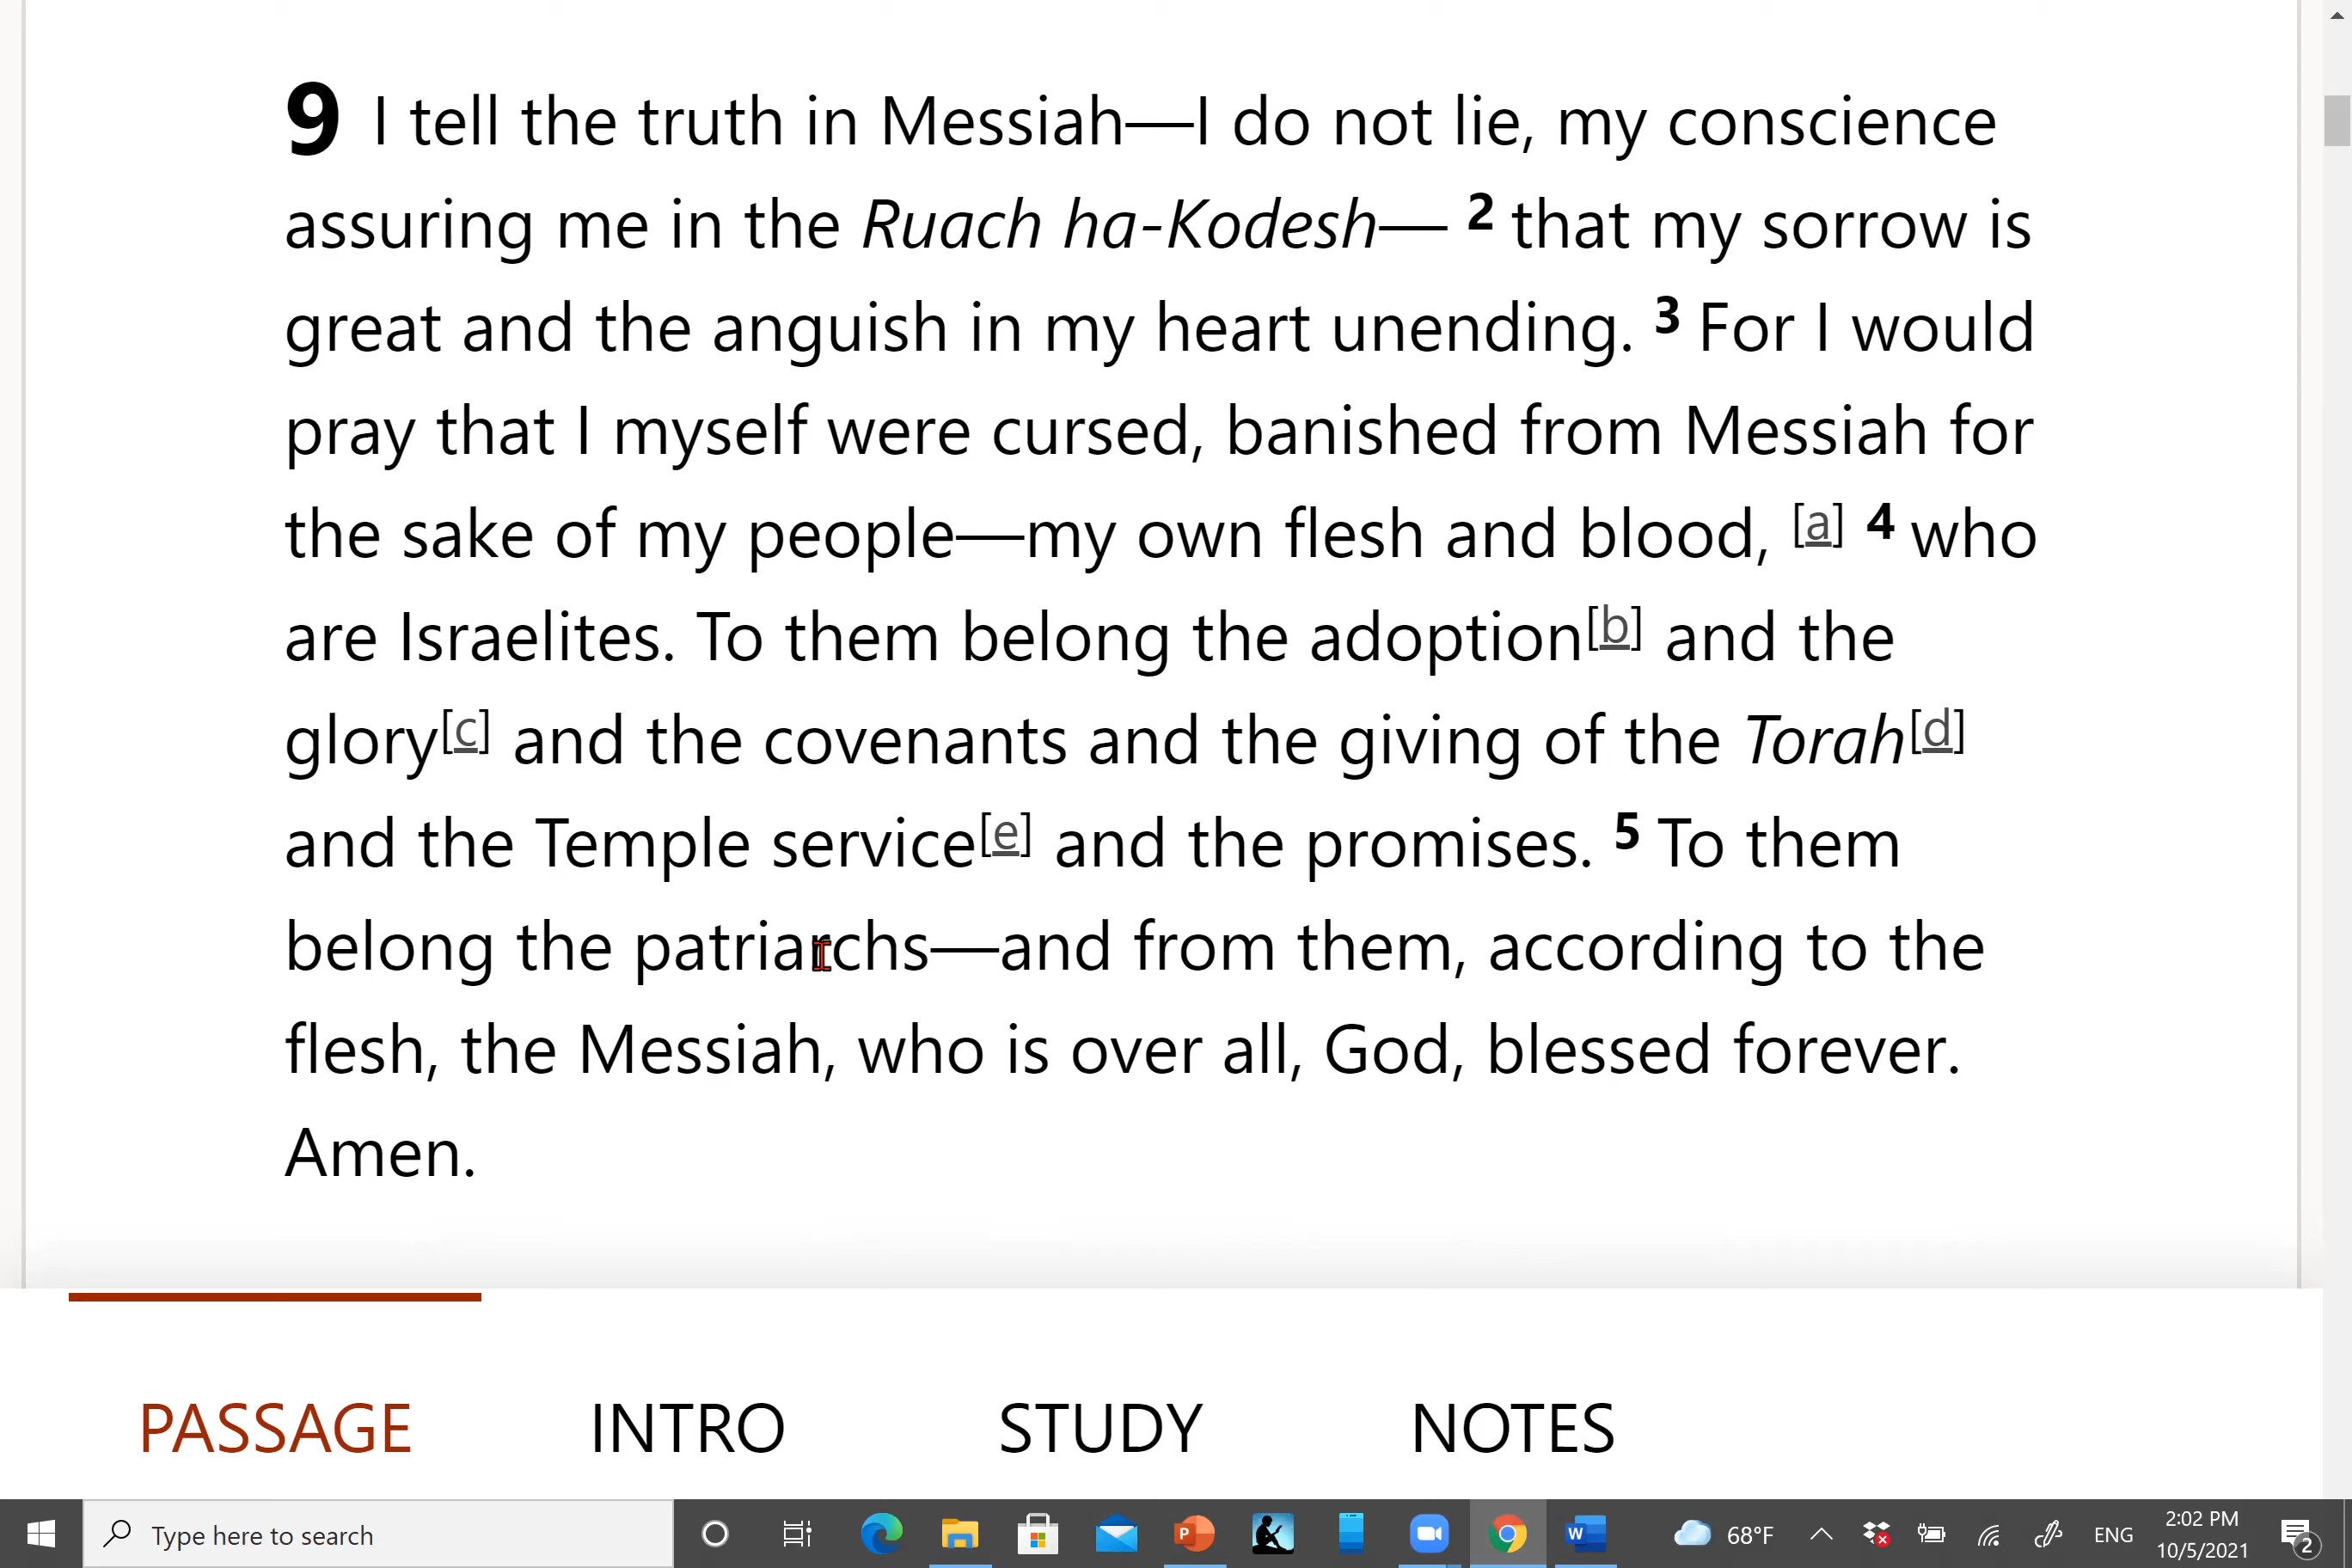 9 I tell the truth in Messiah—I do not lie, my conscience
assuring me in the Ruach ha-Kodesh— 2 that my sorrow is
great and the anguish in my heart unending. 3 For I would
pray that I myself were cursed, banished from Messiah for
the sake of my people—my own flesh and blood, [a] 4 who
are Israelites. To them belong the adoption[b] and the
glory[c] and the covenants and the giving of the Torah[d]
and the Temple service[e] and the promises. 5 To them
belong the patriarchs—and from them, according to the
flesh, the Messiah, who is over all, God, blessed forever.
Amen.
PASSAGE INTRO STUDY NOTES
Type here to search
P
W
68°F
ENG
2:02 PM
10/5/2021
2